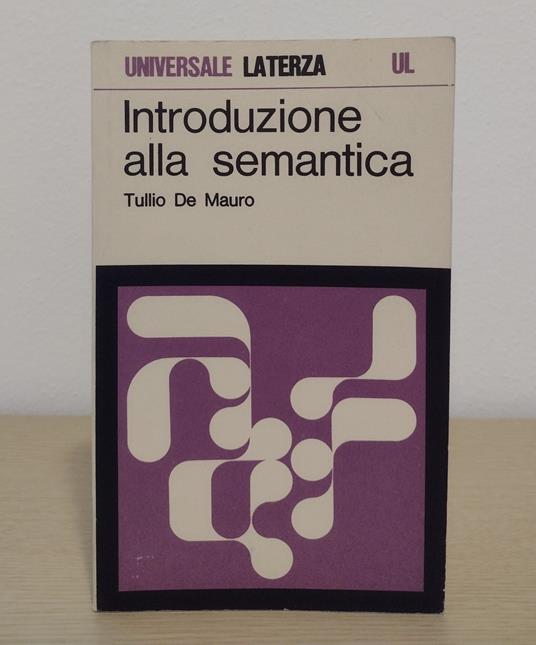 UNIVERSALE LATERZA UL
Introduzione
alla semantica
Tullio De Mauro